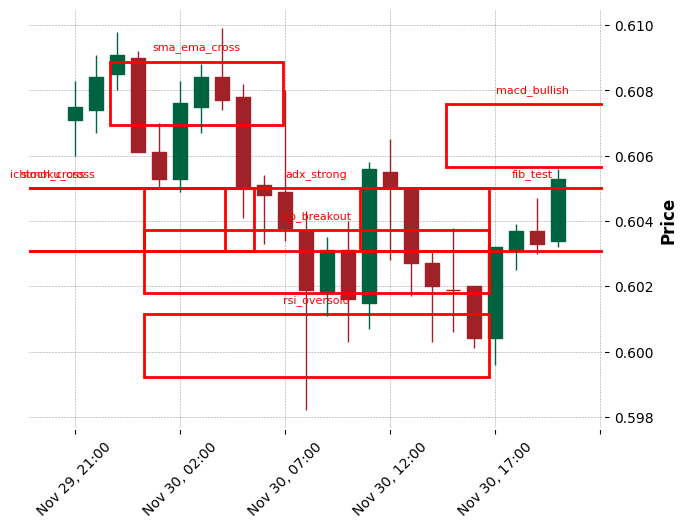 0.610
sma_ema_cross
0.608
macd_bullish
0.606
stoch_cross
adx_strong
fib_test
0.604
bb_breakout
Price
0.602
rsi_oversold
0.600
0.598
Nov 29, 21:00
Nov 30, 02:00
Nov 30, 07:00
Nov 30, 12:00
Nov 30, 17:00